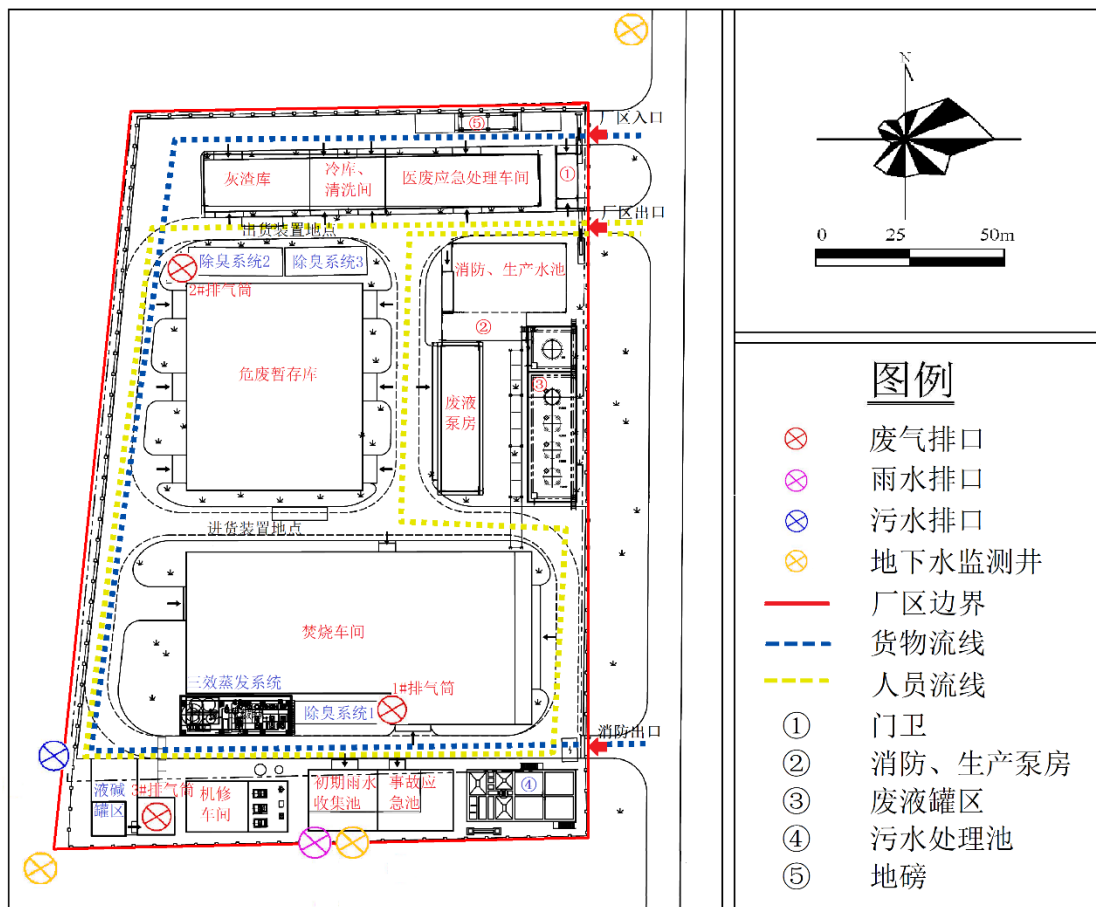 厂区入口
⑤
灰渣库
冷库、
清洗间
医废应急处理车间
①
厂区出口
出货装置地点
除臭系统2
除臭系统3
2#排气筒
消防、生产水池
②
危废暂存库
废液
泵房
③
进货装置地点
焚烧车间
三效蒸发系统
1#排气筒
除臭系统1
消防出口
液碱
罐区
3#排气筒
机修
车间
初期雨水
收集池
事故应
急池
④
N
0 25 50m
图例
废气排口
雨水排口
污水排口
地下水监测井
厂区边界
货物流线
人员流线
① 门卫
② 消防、生产泵房
③ 废液罐区
④ 污水处理池
⑤ 地磅